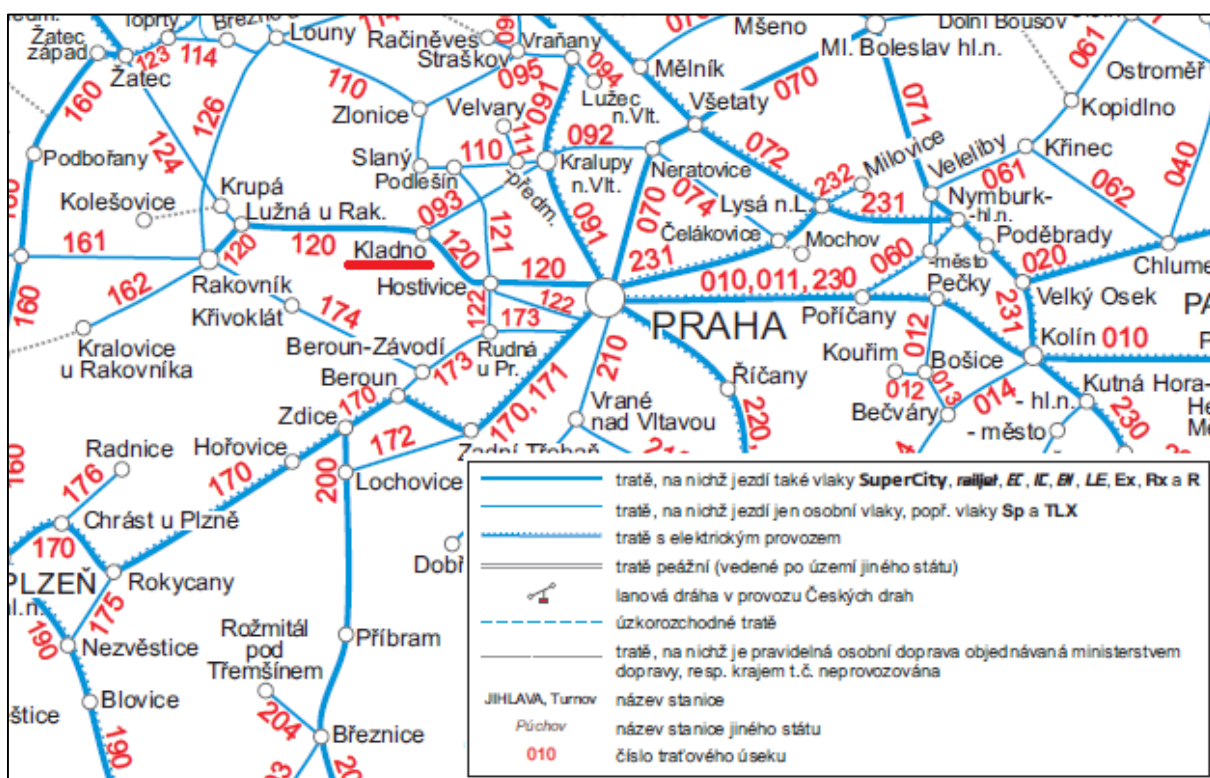 Toprty
Březno u
Žatec
západ
123
114
Žatec
Louny
Račiněves
Straškov
Vraňany
095
094
Lužec
n.Vlt.
Mělník
Mšeno
Ml. Boleslav hl.n.
Dolní Bousov
061
Ostroměř
Kopidlno
160
110
126
Zlonice
Velvary
111
091
Všetaty
070
071
124
Podbořany
Slaný
Podlešín
110
-předm.
092
Kralupy
n.Vlt.
Neratovice
072
232
Milovice
Veleliby
061
Křinec
040
062
Kolešovice
Krupá
Lužná u Rak.
093
121
091
070
074
Lysá n.L.
231
Nymburk-
-hl.n.
161
120
120
Kladno
120
Čelákovice
Mochov
060
Poděbrady
-město
020
Chlume
162
Rakovník
Hostivice
120
231
010,011,230
Pečky
Velký Osek
160
Křivoklát
174
122
122
173
PRAHA
Poříčany
231
PA
Kralovice
u Rakovníka
Beroun-Závodí
173
Rudná
u Pr.
210
Kouřim
012
Bošice
Kolín
010
Beroun
170, 171
Říčany
012
013
014
Kutná Hora-
Zdice
170
Vrané
nad Vltavou
220
Bečváry
- hl.n.
230
- město
Radnice
Hořovice
172
Zadní Třebaň
160
176
170
200
Lochovice
Chrást u Plzně
170
PLZEŇ
hl.n.
Rokycany
175
Dobř
190
Nezvěstice
Rožmitál
pod
Třemšínem
Příbram
Blovice
eštice
204
190
Březnice
tratě, na nichž jezdí také vlaky SuperCity, railjet, EC, IC, EN, LE, Ex, Rx a R
tratě, na nichž jezdí jen osobní vlaky, popř. vlaky Sp a TLX
tratě s elektrickým provozem
tratě peážní (vedené po území jiného státu)
lanová dráha v provozu Českých drah
úzkorozchodné tratě
tratě, na nichž je pravidelná osobní doprava objednávaná ministerstvem
dopravy, resp. krajem t.č. neprovozována
JIHLAVA, Turnov název stanice
Púchov název stanice jiného státu
010 číslo traťového úseku